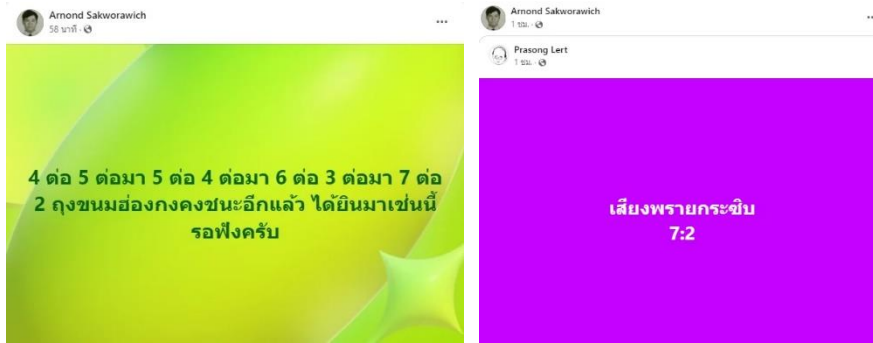 Arnond Sakworawich
58 นาที ·
4 ต่อ 5 ต่อมา 5 ต่อ 4 ต่อมา 6 ต่อ 3 ต่อมา 7 ต่อ
2 ถุงขนมฮ่องกงคงชนะอีกแล้ว ได้ยินมาเช่นนี้
รอฟังครับ
Arnond Sakworawich
1 ชม. ·
Prasong Lert
1 ชม. ·
เสียงพรายกระซิบ
7:2